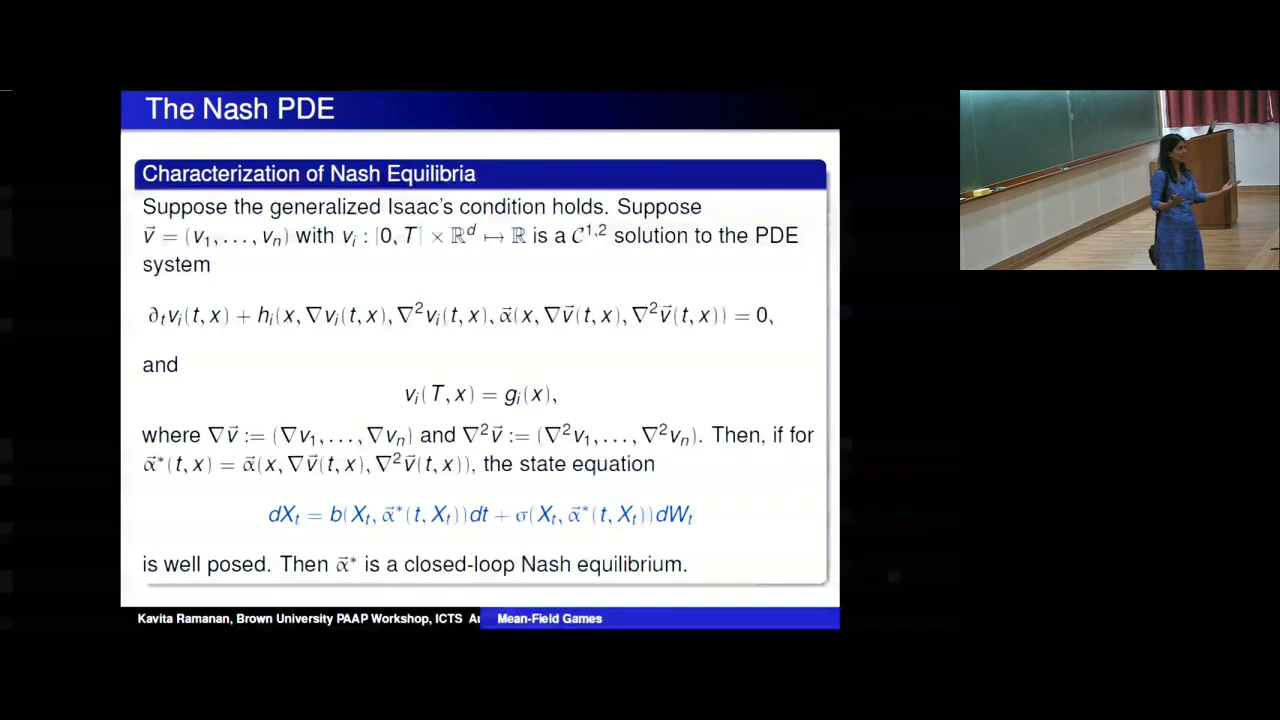 The Nash PDE
Characterization of Nash Equilibria
Suppose the generalized Isaac's condition holds. Suppose
v⃗ = (v₁, . . . , vₙ) with vᵢ : [0, T] × ℝᵈ ↦ ℝ is a 𝒞¹,² solution to the PDE
system
∂ₜvᵢ(t, x) + hᵢ(x, ∇vᵢ(t, x), ∇²vᵢ(t, x), α⃗(x, ∇v⃗(t, x), ∇²v⃗(t, x)) = 0,
and
vᵢ(T, x) = gᵢ(x),
where ∇v⃗ := (∇v₁, . . . , ∇vₙ) and ∇²v⃗ := (∇²v₁, . . . , ∇²vₙ). Then, if for
α⃗*(t, x) = α⃗(x, ∇v⃗(t, x), ∇²v⃗(t, x)), the state equation
dXₜ = b(Xₜ, α⃗*(t, Xₜ))dt + σ(Xₜ, α⃗*(t, Xₜ))dWₜ
is well posed. Then α⃗* is a closed-loop Nash equilibrium.
Kavita Ramanan, Brown University PAAP Workshop, ICTS Au Mean-Field Games